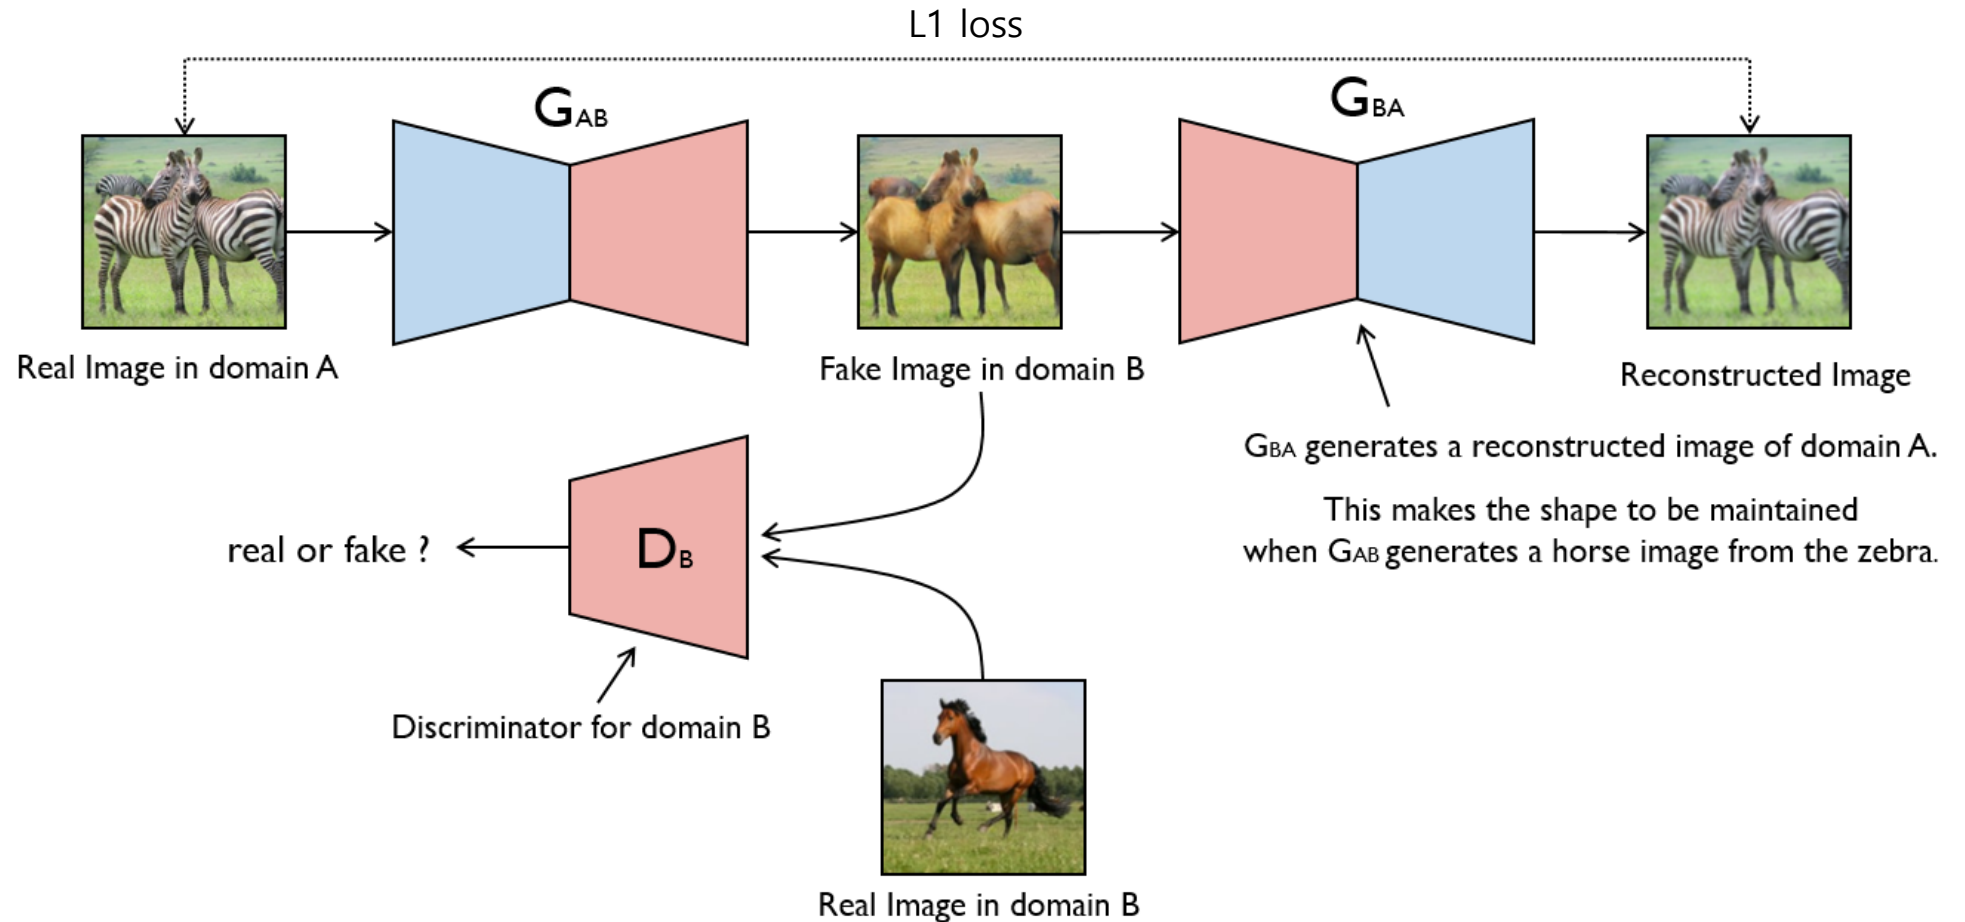 L1 loss
GAB
GBA
Real Image in domain A
Fake Image in domain B
Reconstructed Image
GBA generates a reconstructed image of domain A.
This makes the shape to be maintained
when GAB generates a horse image from the zebra.
real or fake ?
DB
Discriminator for domain B
Real Image in domain B